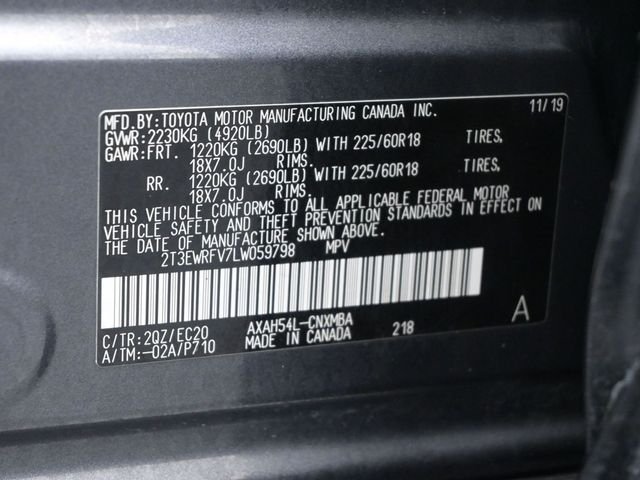 MFD.BY:TOYOTA MOTOR MANUFACTURING CANADA INC. 11/19
GVWR:2230KG (4920LB)
GAWR:FRT. 1220KG (2690LB) WITH 225/60R18 TIRES,
18X7.0J RIMS.
RR. 1220KG (2690LB) WITH 225/60R18 TIRES,
18X7.0J RIMS.
THIS VEHICLE CONFORMS TO ALL APPLICABLE FEDERAL MOTOR
VEHICLE SAFETY AND THEFT PREVENTION STANDARDS IN EFFECT ON
THE DATE OF MANUFACTURE SHOWN ABOVE.
2T3EWRFV7LW059798 MPV
C/TR:2QZ/EC20 AXAH54L-CNXMBA 218 A
A/TM:-02A/P710 MADE IN CANADA